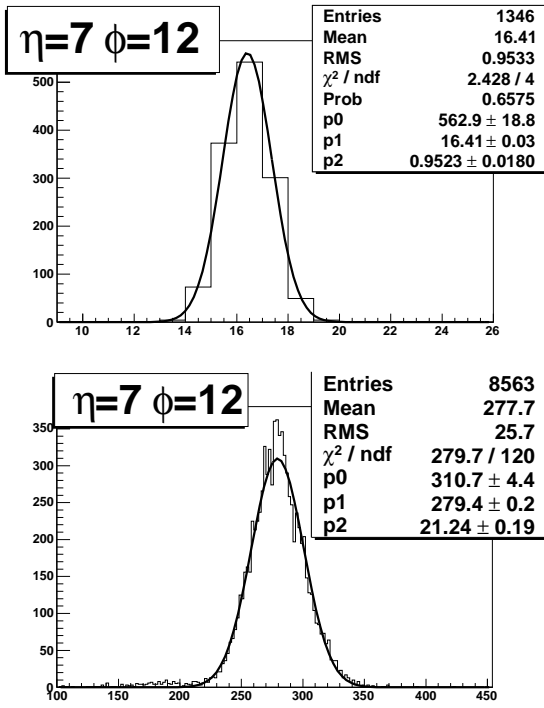 η=7 φ=12
Entries 1346
Mean 16.41
RMS 0.9533
χ² / ndf 2.428 / 4
Prob 0.6575
p0 562.9 ± 18.8
p1 16.41 ± 0.03
p2 0.9523 ± 0.0180
500
400
300
200
100
0
10 12 14 16 18 20 22 24 26
η=7 φ=12
Entries 8563
Mean 277.7
RMS 25.7
χ² / ndf 279.7 / 120
p0 310.7 ± 4.4
p1 279.4 ± 0.2
p2 21.24 ± 0.19
350
300
250
200
150
100
50
0
100 150 200 250 300 350 400 450